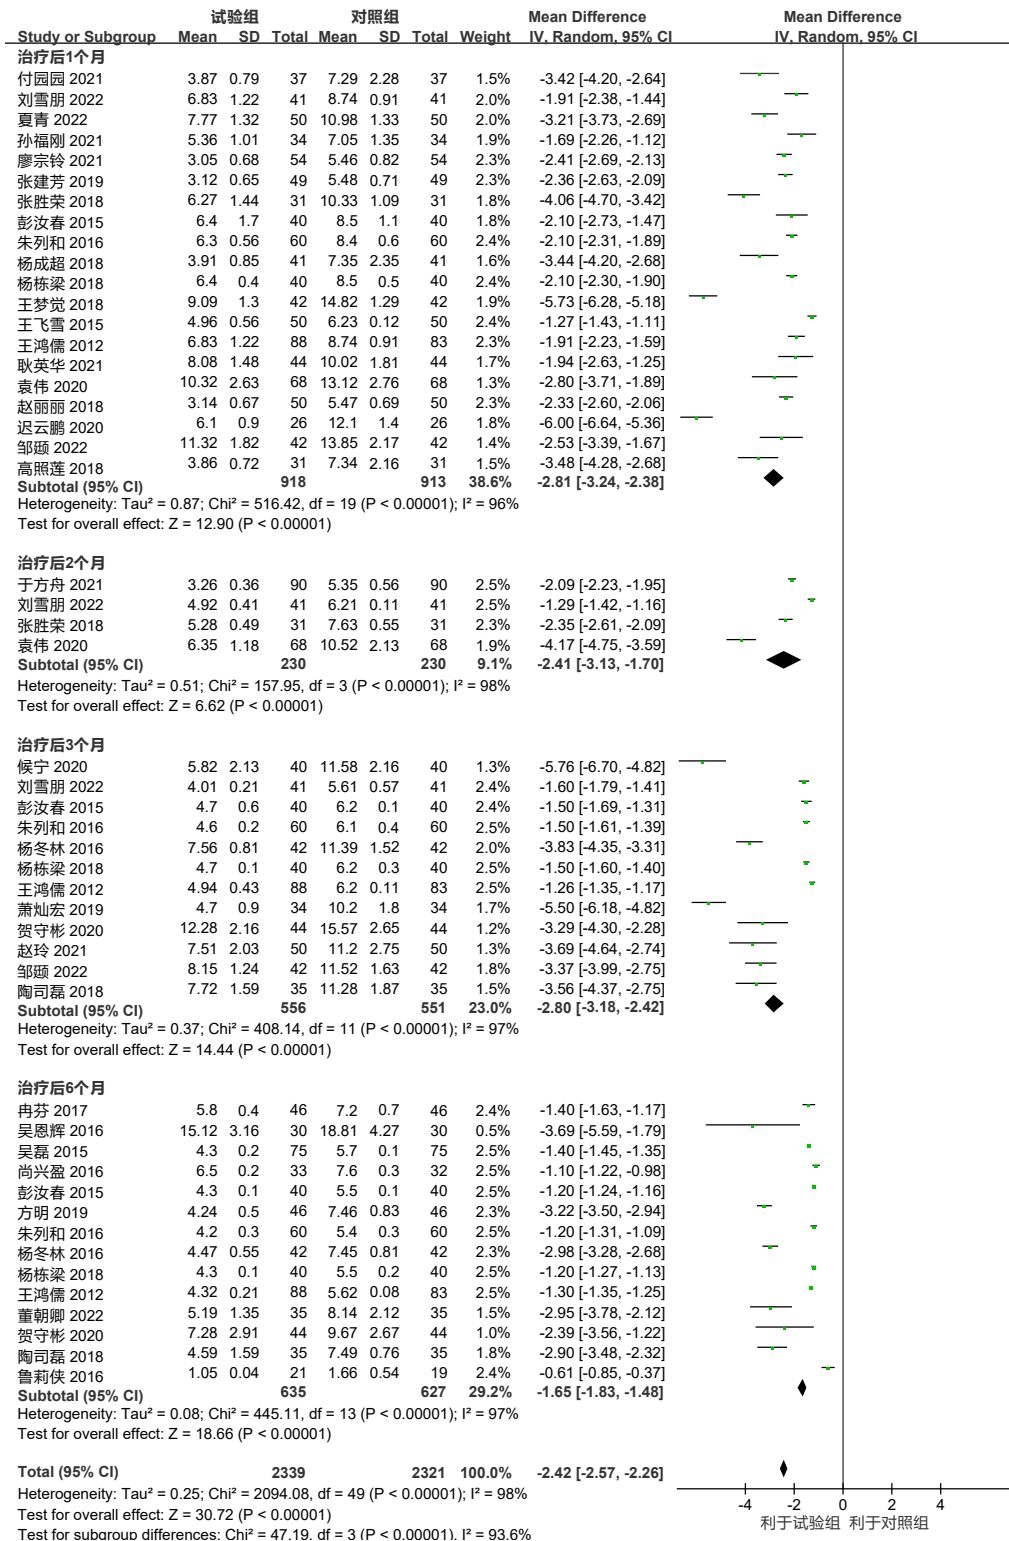 试验组 对照组 Mean Difference Mean Difference
Study or Subgroup Mean SD Total Mean SD Total Weight IV, Random, 95% CI IV, Random, 95% CI
治疗后1个月
付园园 2021 3.87 0.79 37 7.29 2.28 37 1.5% -3.42 [-4.20, -2.64]
刘雪朋 2022 6.83 1.22 41 8.74 0.91 41 2.0% -1.91 [-2.38, -1.44]
夏青 2022 7.77 1.32 50 10.98 1.33 50 2.0% -3.21 [-3.73, -2.69]
孙福刚 2021 5.36 1.01 34 7.05 1.35 34 1.9% -1.69 [-2.26, -1.12]
廖宗铃 2021 3.05 0.68 54 5.46 0.82 54 2.3% -2.41 [-2.69, -2.13]
张建芳 2019 3.12 0.65 49 5.48 0.71 49 2.3% -2.36 [-2.63, -2.09]
张胜荣 2018 6.27 1.44 31 10.33 1.09 31 1.8% -4.06 [-4.70, -3.42]
彭汝春 2015 6.4 1.7 40 8.5 1.1 40 1.8% -2.10 [-2.73, -1.47]
朱列和 2016 6.3 0.56 60 8.4 0.6 60 2.4% -2.10 [-2.31, -1.89]
杨成超 2018 3.91 0.85 41 7.35 2.35 41 1.6% -3.44 [-4.20, -2.68]
杨栋梁 2018 6.4 0.4 40 8.5 0.5 40 2.4% -2.10 [-2.30, -1.90]
王梦觉 2018 9.09 1.3 42 14.82 1.29 42 1.9% -5.73 [-6.28, -5.18]
王飞雪 2015 4.96 0.56 50 6.23 0.12 50 2.4% -1.27 [-1.43, -1.11]
王鸿儒 2012 6.83 1.22 88 8.74 0.91 83 2.3% -1.91 [-2.23, -1.59]
耿英华 2021 8.08 1.48 44 10.02 1.81 44 1.7% -1.94 [-2.63, -1.25]
袁伟 2020 10.32 2.63 68 13.12 2.76 68 1.3% -2.80 [-3.71, -1.89]
赵丽丽 2018 3.14 0.67 50 5.47 0.69 50 2.3% -2.33 [-2.60, -2.06]
迟云鹏 2020 6.1 0.9 26 12.1 1.4 26 1.8% -6.00 [-6.64, -5.36]
邹颋 2022 11.32 1.82 42 13.85 2.17 42 1.4% -2.53 [-3.39, -1.67]
高照莲 2018 3.86 0.72 31 7.34 2.16 31 1.5% -3.48 [-4.28, -2.68]
Subtotal (95% CI) 918 913 38.6% -2.81 [-3.24, -2.38]
Heterogeneity: Tau² = 0.87; Chi² = 516.42, df = 19 (P < 0.00001); I² = 96%
Test for overall effect: Z = 12.90 (P < 0.00001)
治疗后2个月
于方舟 2021 3.26 0.36 90 5.35 0.56 90 2.5% -2.09 [-2.23, -1.95]
刘雪朋 2022 4.92 0.41 41 6.21 0.11 41 2.5% -1.29 [-1.42, -1.16]
张胜荣 2018 5.28 0.49 31 7.63 0.55 31 2.3% -2.35 [-2.61, -2.09]
袁伟 2020 6.35 1.18 68 10.52 2.13 68 1.9% -4.17 [-4.75, -3.59]
Subtotal (95% CI) 230 230 9.1% -2.41 [-3.13, -1.70]
Heterogeneity: Tau² = 0.51; Chi² = 157.95, df = 3 (P < 0.00001); I² = 98%
Test for overall effect: Z = 6.62 (P < 0.00001)
治疗后3个月
候宁 2020 5.82 2.13 40 11.58 2.16 40 1.3% -5.76 [-6.70, -4.82]
刘雪朋 2022 4.01 0.21 41 5.61 0.57 41 2.4% -1.60 [-1.79, -1.41]
彭汝春 2015 4.7 0.6 40 6.2 0.1 40 2.4% -1.50 [-1.69, -1.31]
朱列和 2016 4.6 0.2 60 6.1 0.4 60 2.5% -1.50 [-1.61, -1.39]
杨冬林 2016 7.56 0.81 42 11.39 1.52 42 2.0% -3.83 [-4.35, -3.31]
杨栋梁 2018 4.7 0.1 40 6.2 0.3 40 2.5% -1.50 [-1.60, -1.40]
王鸿儒 2012 4.94 0.43 88 6.2 0.11 83 2.5% -1.26 [-1.35, -1.17]
萧灿宏 2019 4.7 0.9 34 10.2 1.8 34 1.7% -5.50 [-6.18, -4.82]
贺守彬 2020 12.28 2.16 44 15.57 2.65 44 1.2% -3.29 [-4.30, -2.28]
赵玲 2021 7.51 2.03 50 11.2 2.75 50 1.3% -3.69 [-4.64, -2.74]
邹颋 2022 8.15 1.24 42 11.52 1.63 42 1.8% -3.37 [-3.99, -2.75]
陶司磊 2018 7.72 1.59 35 11.28 1.87 35 1.5% -3.56 [-4.37, -2.75]
Subtotal (95% CI) 556 551 23.0% -2.80 [-3.18, -2.42]
Heterogeneity: Tau² = 0.37; Chi² = 408.14, df = 11 (P < 0.00001); I² = 97%
Test for overall effect: Z = 14.44 (P < 0.00001)
治疗后6个月
冉芬 2017 5.8 0.4 46 7.2 0.7 46 2.4% -1.40 [-1.63, -1.17]
吴恩辉 2016 15.12 3.16 30 18.81 4.27 30 0.5% -3.69 [-5.59, -1.79]
吴磊 2015 4.3 0.2 75 5.7 0.1 75 2.5% -1.40 [-1.45, -1.35]
尚兴盈 2016 6.5 0.2 33 7.6 0.3 32 2.5% -1.10 [-1.22, -0.98]
彭汝春 2015 4.3 0.1 40 5.5 0.1 40 2.5% -1.20 [-1.24, -1.16]
方明 2019 4.24 0.5 46 7.46 0.83 46 2.3% -3.22 [-3.50, -2.94]
朱列和 2016 4.2 0.3 60 5.4 0.3 60 2.5% -1.20 [-1.31, -1.09]
杨冬林 2016 4.47 0.55 42 7.45 0.81 42 2.3% -2.98 [-3.28, -2.68]
杨栋梁 2018 4.3 0.1 40 5.5 0.2 40 2.5% -1.20 [-1.27, -1.13]
王鸿儒 2012 4.32 0.21 88 5.62 0.08 83 2.5% -1.30 [-1.35, -1.25]
董朝卿 2022 5.19 1.35 35 8.14 2.12 35 1.5% -2.95 [-3.78, -2.12]
贺守彬 2020 7.28 2.91 44 9.67 2.67 44 1.0% -2.39 [-3.56, -1.22]
陶司磊 2018 4.59 1.59 35 7.49 0.76 35 1.9% -2.90 [-3.48, -2.32]
鲁莉侠 2016 1.05 0.04 21 1.66 0.54 19 2.4% -0.61 [-0.85, -0.37]
Subtotal (95% CI) 635 627 29.2% -1.65 [-1.83, -1.48]
Heterogeneity: Tau² = 0.08; Chi² = 445.11, df = 13 (P < 0.00001); I² = 97%
Test for overall effect: Z = 18.66 (P < 0.00001)
Total (95% CI) 2339 2321 100.0% -2.42 [-2.57, -2.26]
Heterogeneity: Tau² = 0.25; Chi² = 2094.08, df = 49 (P < 0.00001); I² = 98%
Test for overall effect: Z = 30.72 (P < 0.00001)
Test for subgroup differences: Chi² = 47.19, df = 3 (P < 0.00001), I² = 93.6%
-4 -2 0 2 4
利于试验组 利于对照组